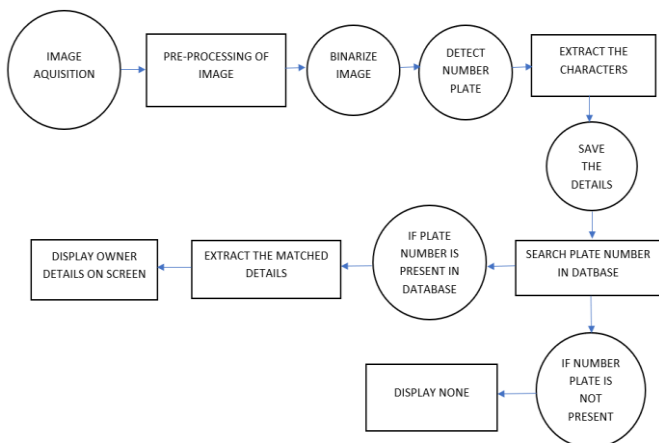 IMAGE
AQUISITION
PRE-PROCESSING OF
IMAGE
BINARIZE
IMAGE
DETECT
NUMBER
PLATE
EXTRACT THE
CHARACTERS
SAVE
THE
DETAILS
SEARCH PLATE NUMBER
IN DATBASE
IF PLATE
NUMBER IS
PRESENT IN
DATABASE
EXTRACT THE MATCHED
DETAILS
DISPLAY OWNER
DETAILS ON SCREEN
IF NUMBER
PLATE IS
NOT
PRESENT
DISPLAY NONE